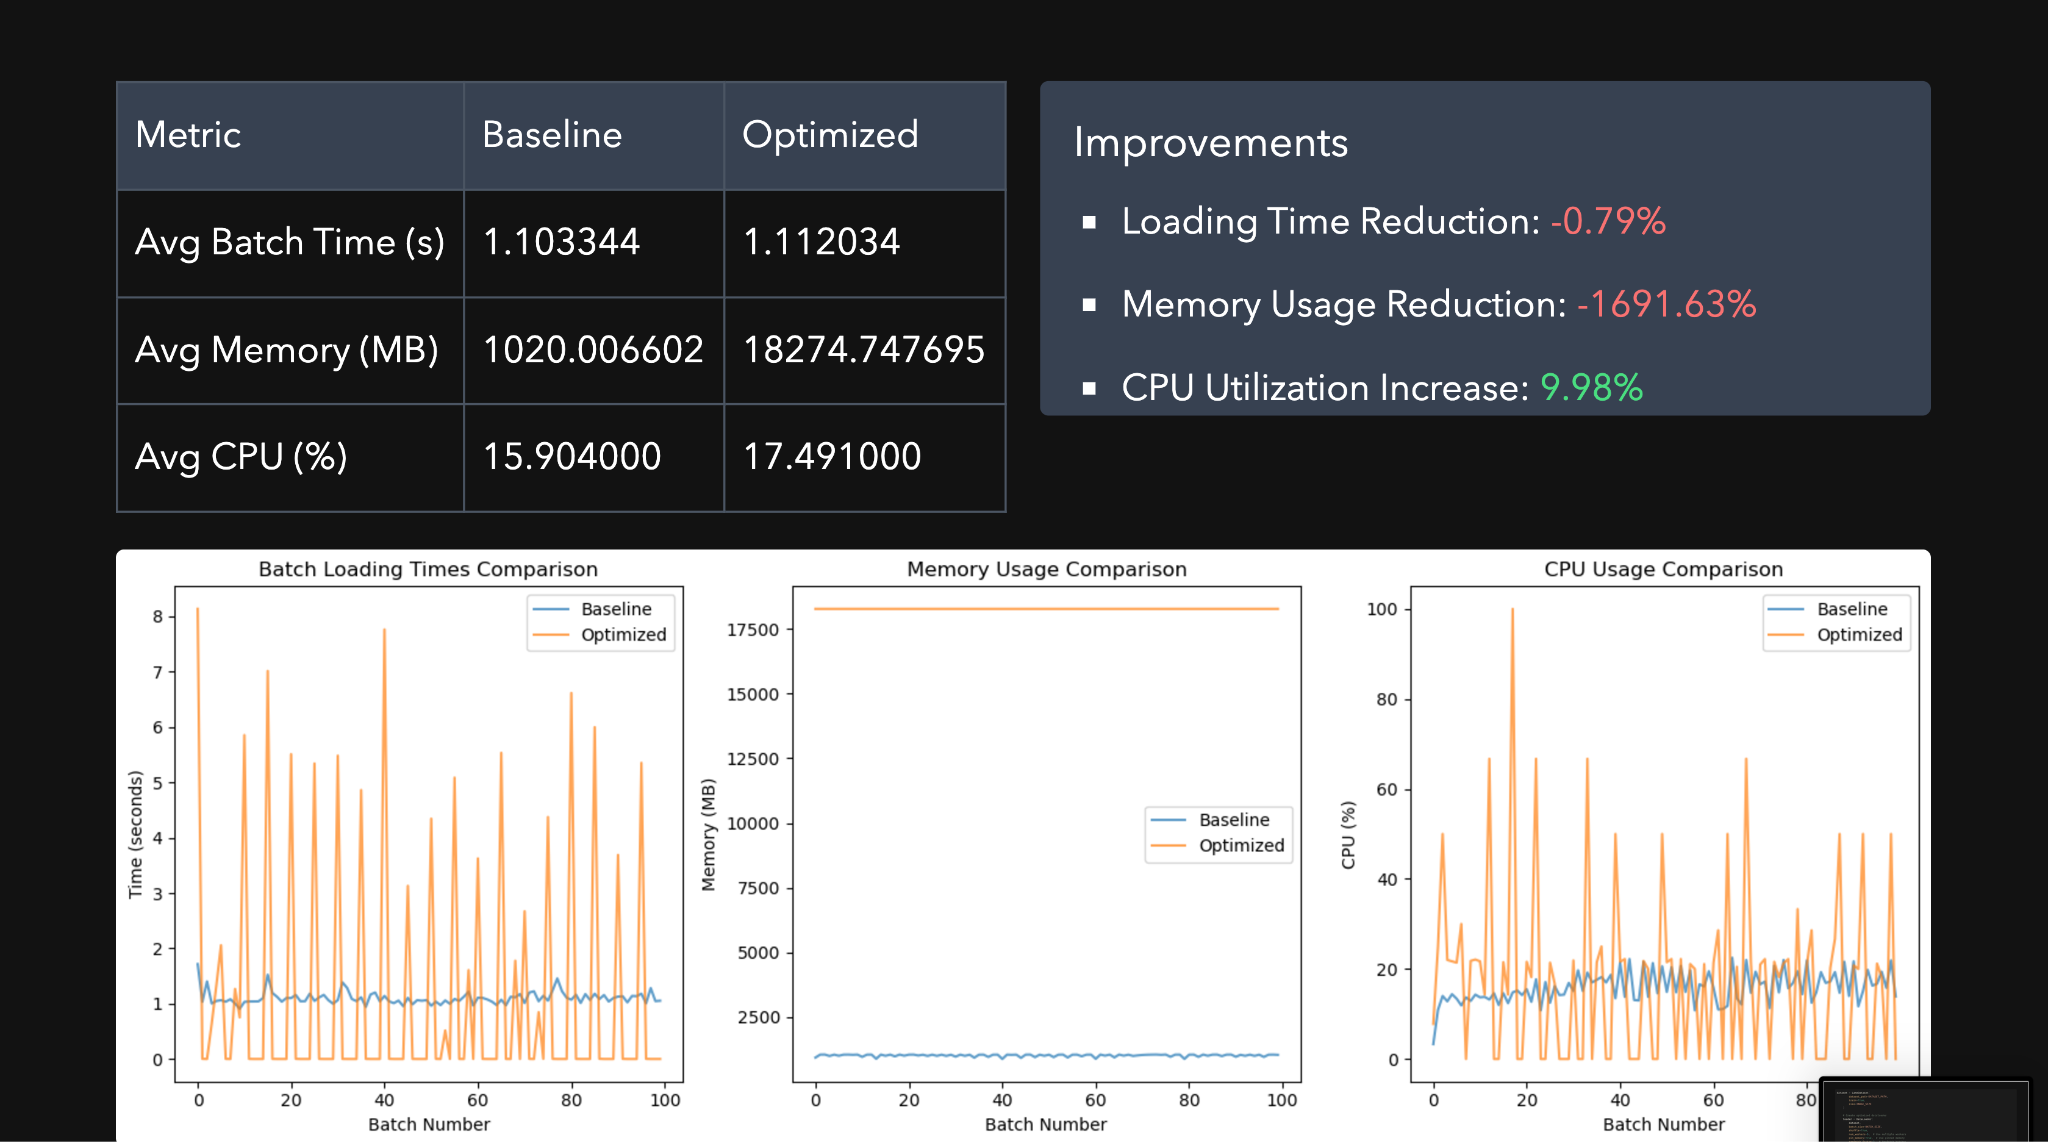 Metric Baseline Optimized
Avg Batch Time (s) 1.103344 1.112034
Avg Memory (MB) 1020.006602 18274.747695
Avg CPU (%) 15.904000 17.491000
Improvements
▪ Loading Time Reduction: -0.79%
▪ Memory Usage Reduction: -1691.63%
▪ CPU Utilization Increase: 9.98%
Batch Loading Times Comparison
Baseline
Optimized
8
7
6
5
4
3
2
1
0
Time (seconds)
0 20 40 60 80 100
Batch Number
Memory Usage Comparison
Baseline
Optimized
17500
15000
12500
10000
7500
5000
2500
Memory (MB)
0 20 40 60 80 100
Batch Number
CPU Usage Comparison
Baseline
Optimized
100
80
60
40
20
0
CPU (%)
0 20 40 60 80
Batch Number